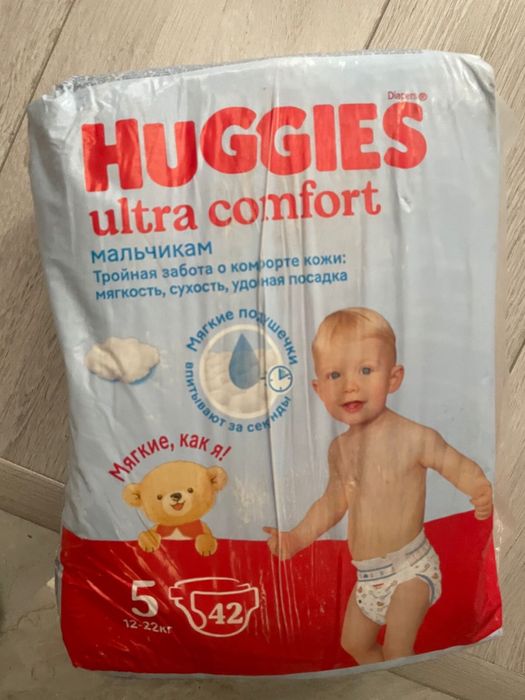 Diapers®
HUGGIES
ultra comfort
мальчикам
Тройная забота о комфорте кожи:
мягкость, сухость, удобная посадка
Мягкие подушечки
впитывают за секунды
Мягкие, как я!
5
42
12-22кг